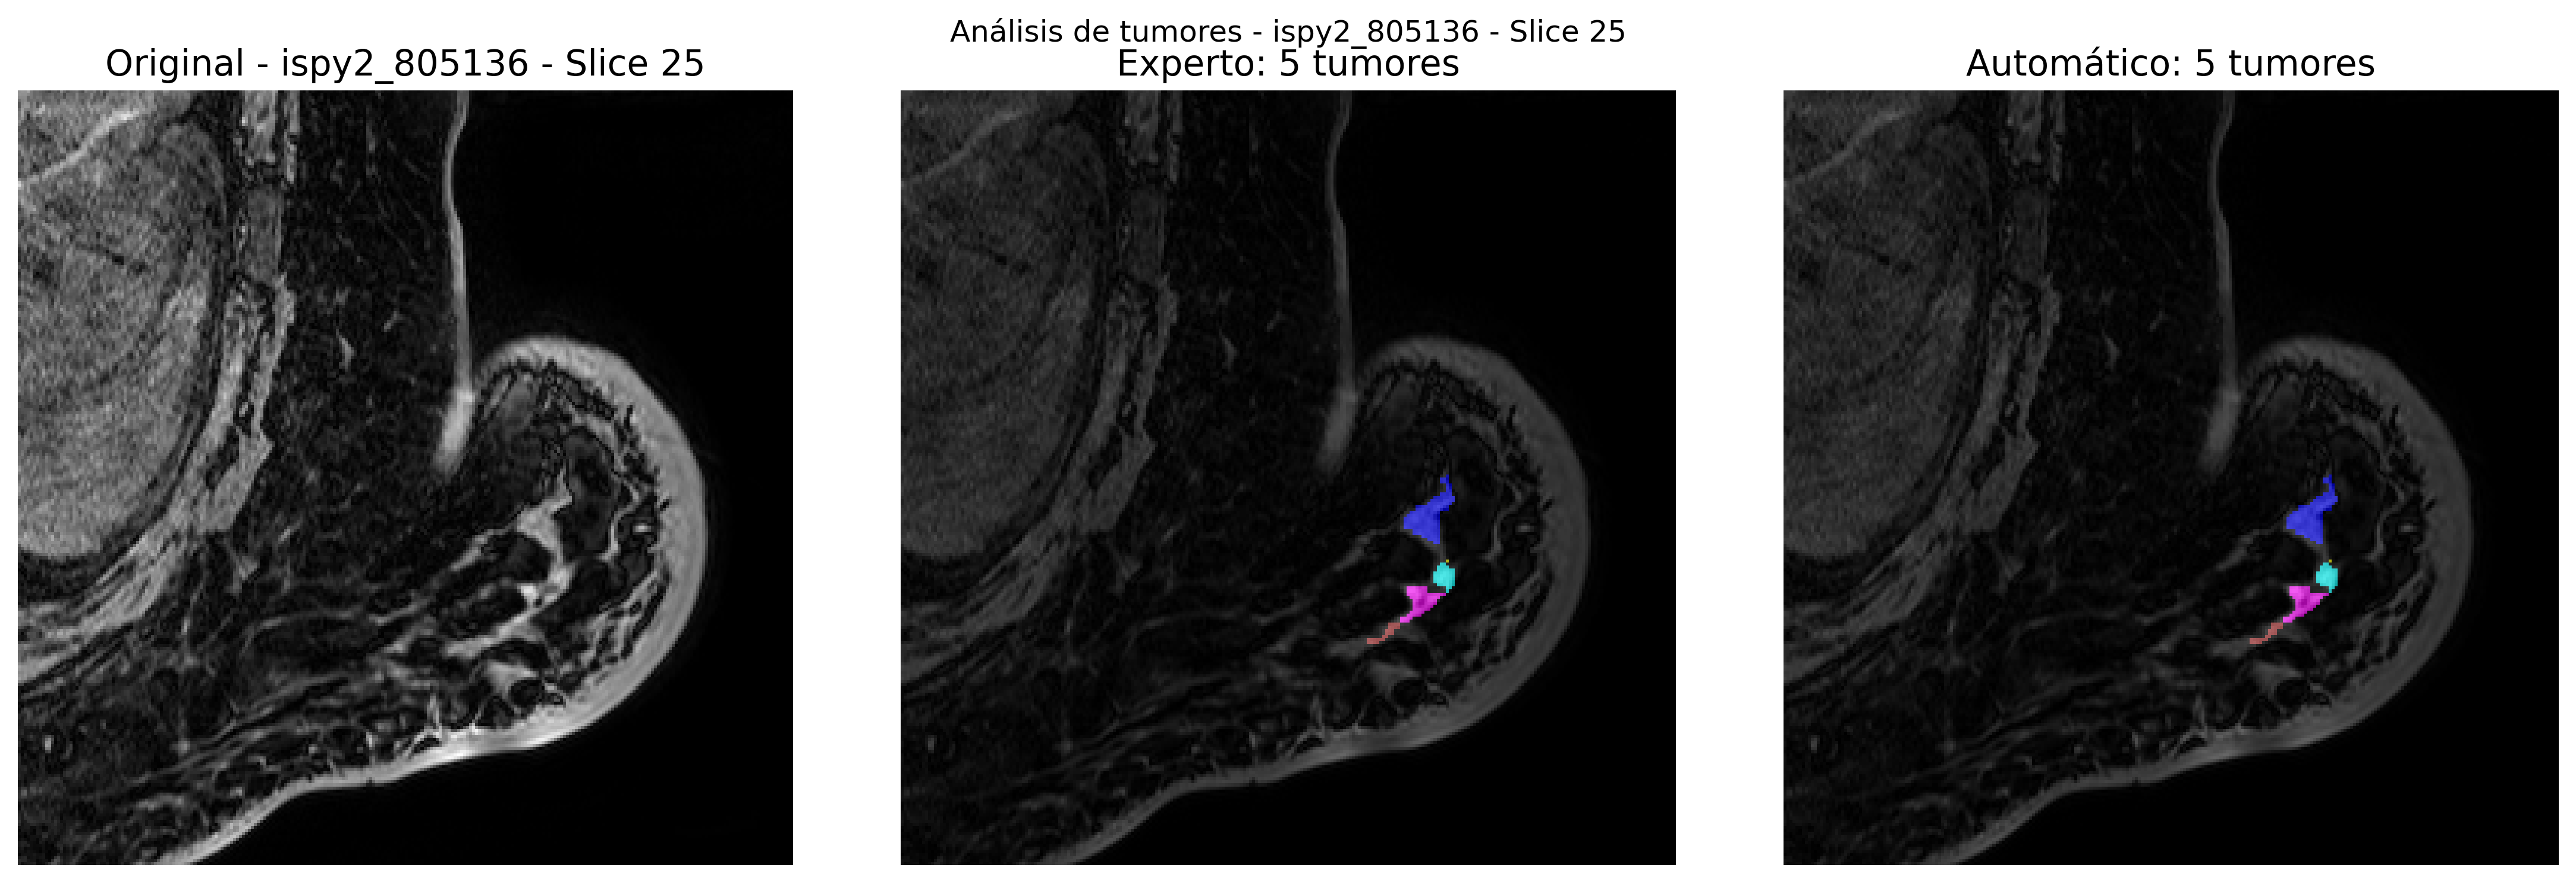 Análisis de tumores - ispy2_805136 - Slice 25
Original - ispy2_805136 - Slice 25
Experto: 5 tumores
Automático: 5 tumores